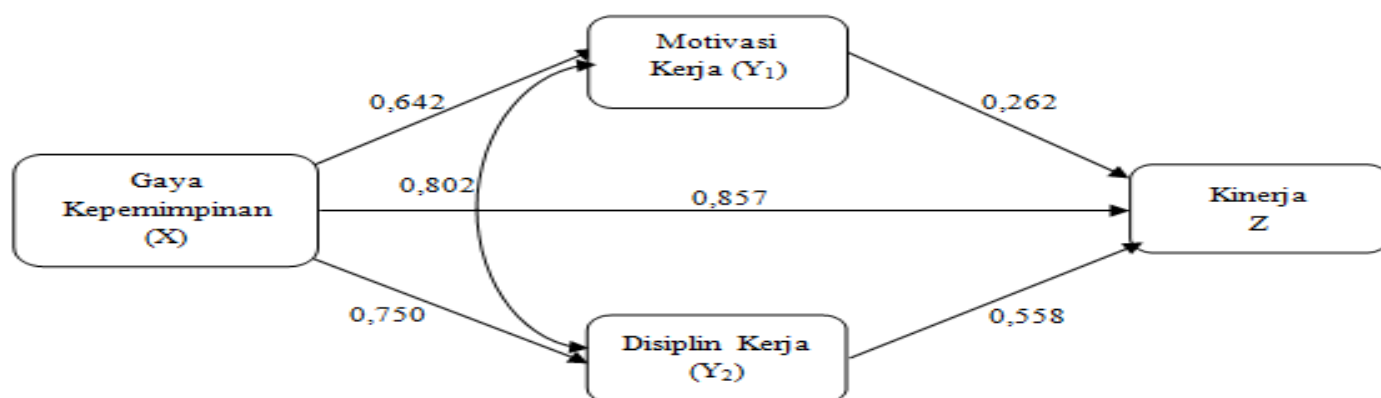 Motivasi
Kerja (Y₁)
0,642
0,262
Gaya
Kepemimpinan
(X)
0,802
0,857
Kinerja
Z
0,750
0,558
Disiplin Kerja
(Y₂)